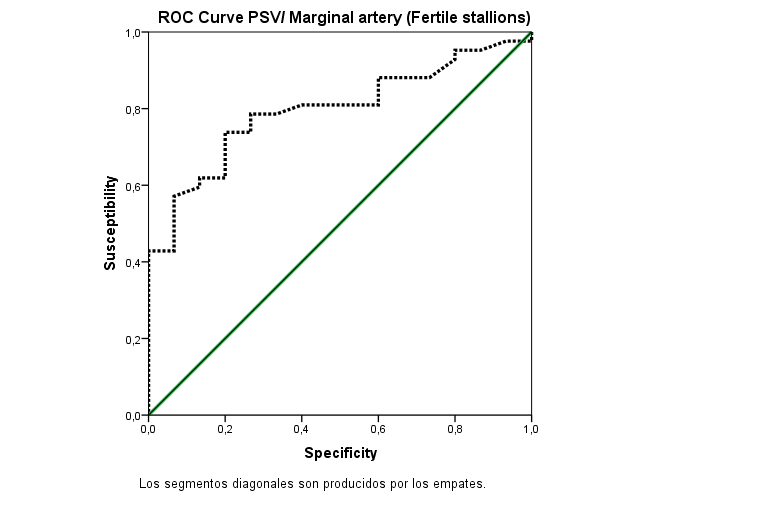 ROC Curve PSV/ Marginal artery (Fertile stallions)
1,0
0,8
0,6
0,4
0,2
0,0
Susceptibility
0,0 0,2 0,4 0,6 0,8 1,0
Specificity
Los segmentos diagonales son producidos por los empates.